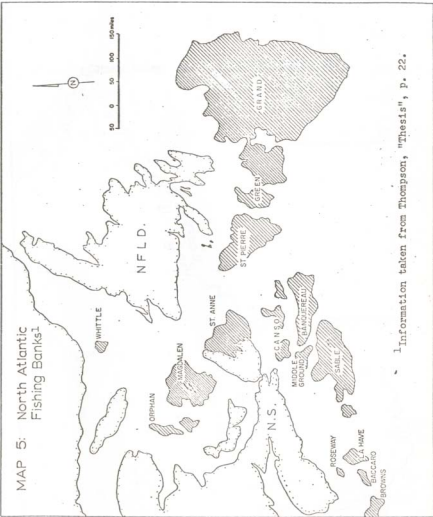 MAP 5: North Atlantic
Fishing Banks¹
50 0 50 150 miles
N
WHITTLE
NFLD.
ORPHAN
MAGDALEN
ST. ANNE
ST PIERRE
GREEN
GRAND
N.S.
CANSO
MIDDLE
GROUND
BANQUEREAU
SABLE
ROSEWAY
LA HAVE
BACCARO
BROWNS
¹Information taken from Thompson, "Thesis", p. 22.